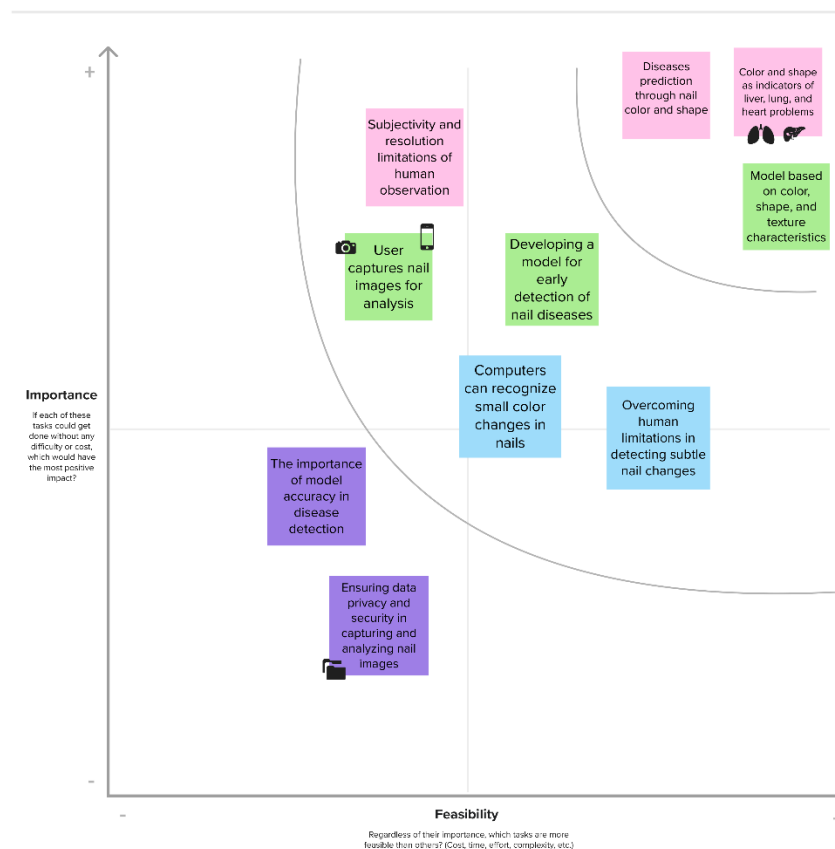 +
Diseases
prediction
through nail
color and shape
Color and shape
as indicators of
liver, lung, and
heart problems
Subjectivity and
resolution
limitations of
human
observation
Model based
on color,
shape, and
texture
characteristics
User
captures nail
images for
analysis
Developing a
model for
early
detection of
nail diseases
Computers
can recognize
small color
changes in
nails
Overcoming
human
limitations in
detecting subtle
nail changes
Importance
If each of these
tasks could get
done without any
difficulty or cost,
which would have
the most positive
impact?
The importance
of model
accuracy in
disease
detection
Ensuring data
privacy and
security in
capturing and
analyzing nail
images
-
-
Feasibility
Regardless of their importance, which tasks are more
feasible than others? (Cost, time, effort, complexity, etc.)